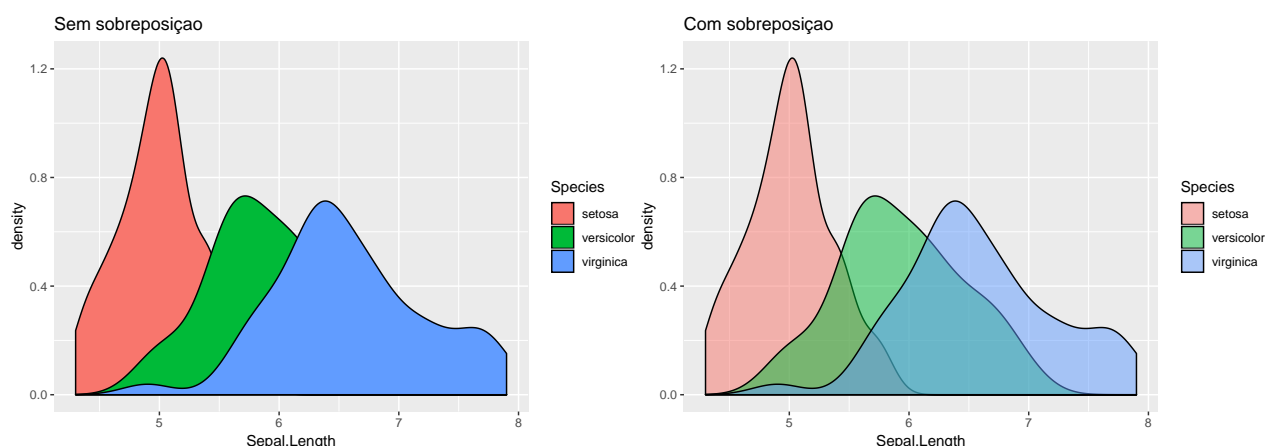 Sem sobreposiçao
density
1.2
0.8
0.4
0.0
5
6
7
8
Sepal.Length
Species
setosa
versicolor
virginica
Com sobreposiçao
density
1.2
0.8
0.4
0.0
5
6
7
8
Sepal.Length
Species
setosa
versicolor
virginica